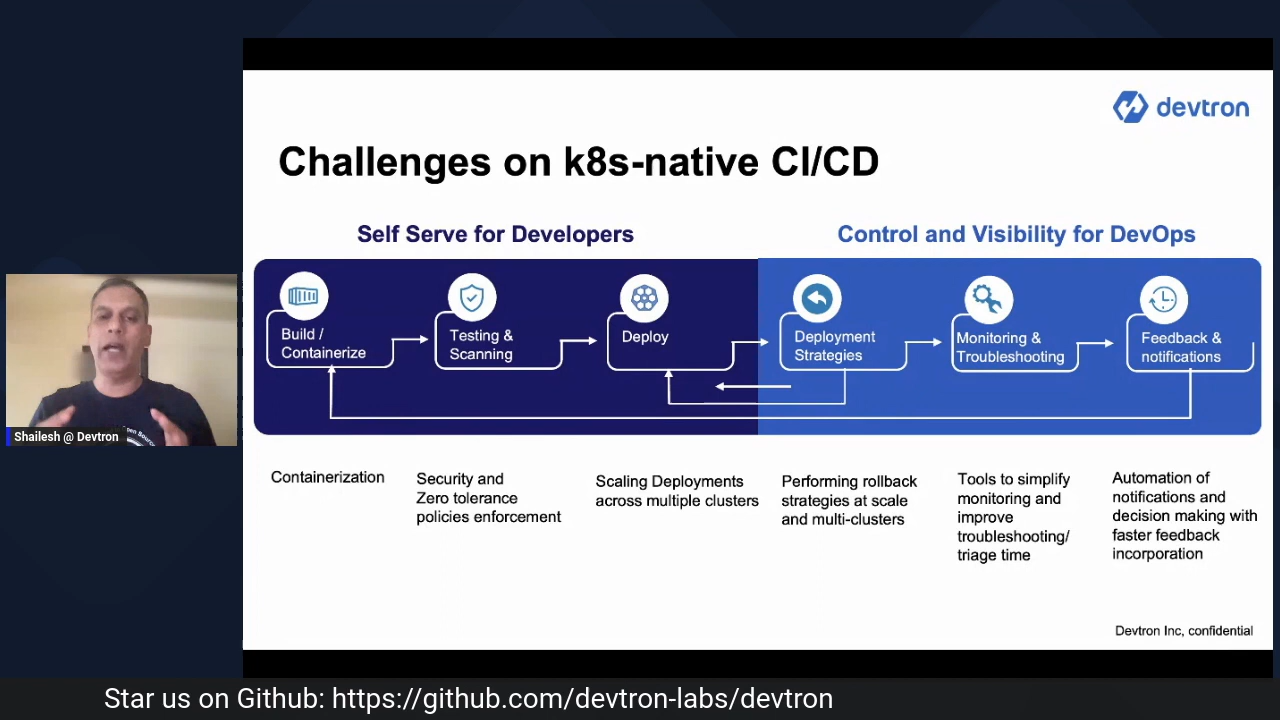 devtron
Challenges on k8s-native CI/CD
Self Serve for Developers
Control and Visibility for DevOps
Build /
Containerize
Testing &
Scanning
Deploy
Deployment
Strategies
Monitoring &
Troubleshooting
Feedback &
notifications
Containerization
Security and
Zero tolerance
policies enforcement
Scaling Deployments
across multiple clusters
Performing rollback
strategies at scale
and multi-clusters
Tools to simplify
monitoring and
improve
troubleshooting/
triage time
Automation of
notifications and
decision making with
faster feedback
incorporation
Devtron Inc, confidential
Shailesh @ Devtron
Star us on Github: https://github.com/devtron-labs/devtron